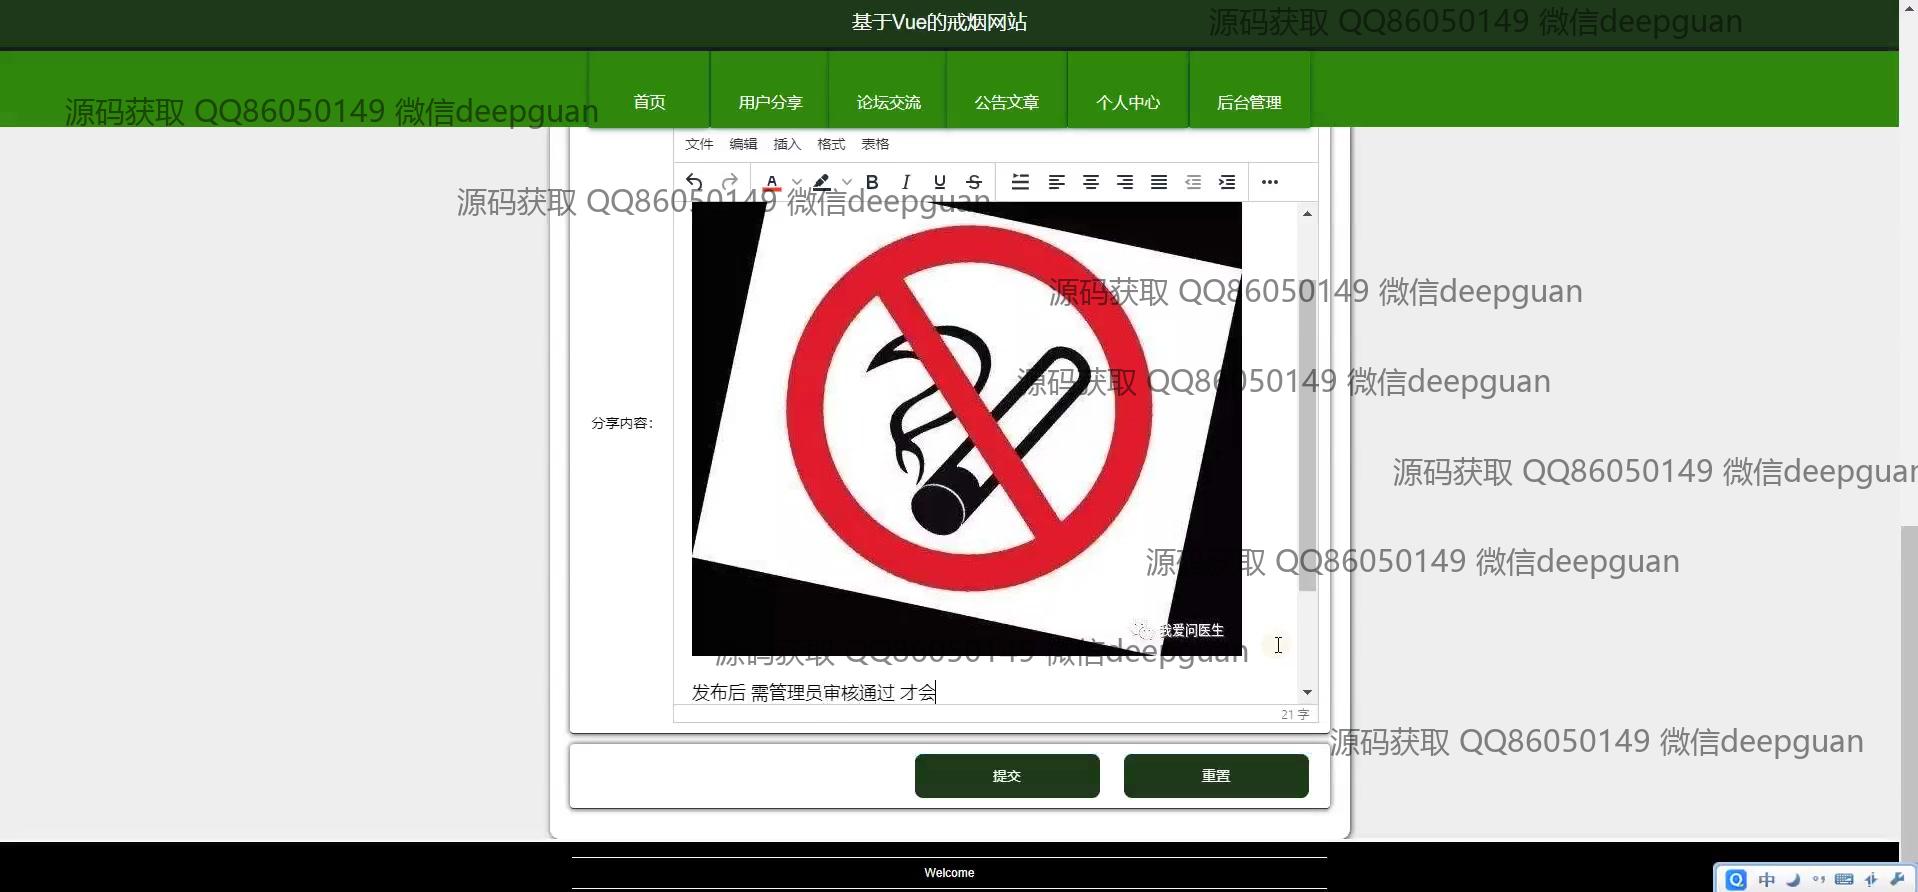 基于Vue的戒烟网站
源码获取 QQ86050149 微信deepguan
首页 用户分享 论坛交流 公告文章 个人中心 后台管理
源码获取 QQ86050149 微信deepguan
文件 编辑 插入 格式 表格
A B I U S
源码获取 QQ86050149 微信deepguan
源码获取 QQ86050149 微信deepguan
源码获取 QQ86050149 微信deepguan
分享内容：
源码获取 QQ86050149 微信deepguan
源码获取 QQ86050149 微信deepguan
我爱问医生
源码获取 QQ86050149 微信deepguan
发布后 需管理员审核通过 才会
21 字
源码获取 QQ86050149 微信deepguan
提交 重置
Welcome
中